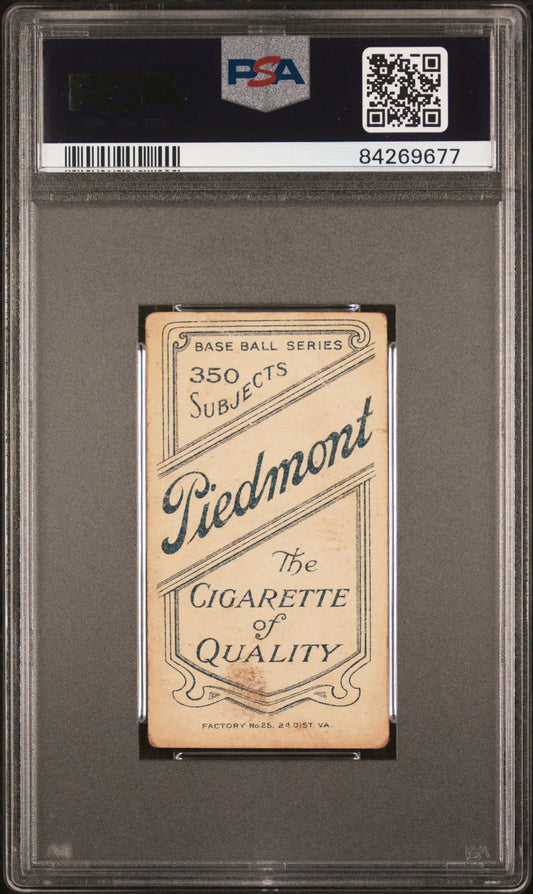 PSA
84269677
BASE BALL SERIES
350
SUBJECTS
Piedmont
The
CIGARETTE
of
QUALITY
FACTORY No. 25. 2d DIST. VA.